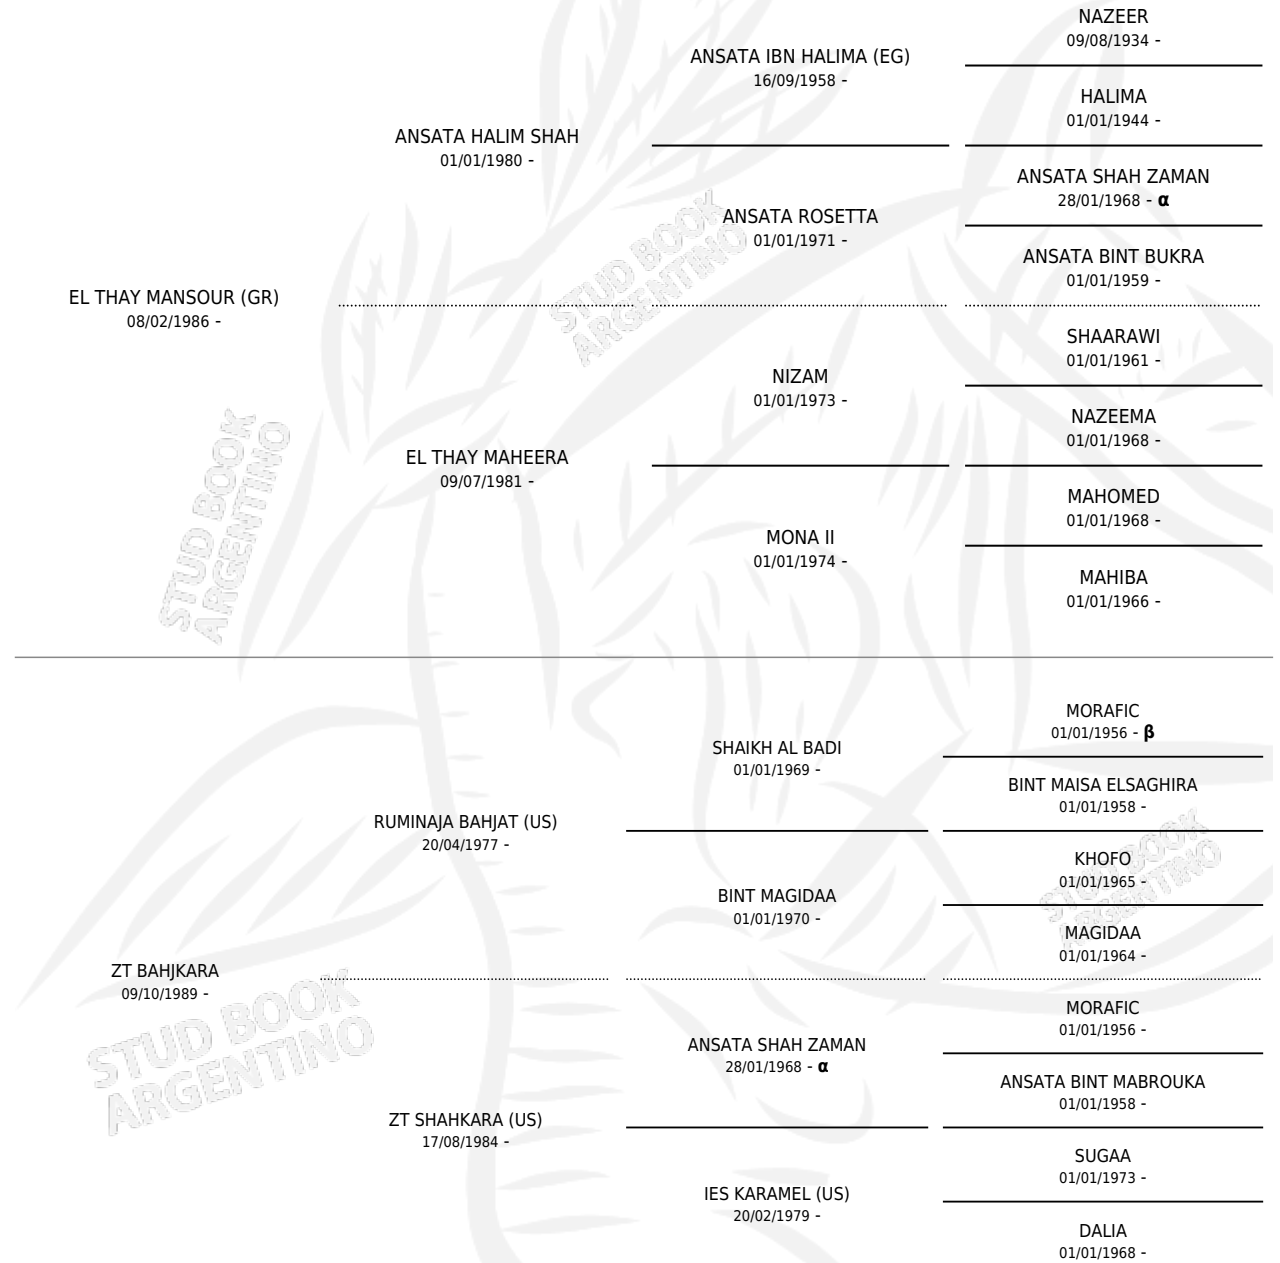 NAZEER
09/08/1934 -
ANSATA IBN HALIMA (EG)
16/09/1958 -
HALIMA
01/01/1944 -
ANSATA HALIM SHAH
01/01/1980 -
ANSATA SHAH ZAMAN
28/01/1968 - α
ANSATA ROSETTA
01/01/1971 -
ANSATA BINT BUKRA
01/01/1959 -
EL THAY MANSOUR (GR)
08/02/1986 -
SHAARAWI
01/01/1961 -
NIZAM
01/01/1973 -
NAZEEMA
01/01/1968 -
EL THAY MAHEERA
09/07/1981 -
MAHOMED
01/01/1968 -
MONA II
01/01/1974 -
MAHIBA
01/01/1966 -
MORAFIC
01/01/1956 - β
SHAIKH AL BADI
01/01/1969 -
BINT MAISA ELSAGHIRA
01/01/1958 -
RUMINAJA BAHJAT (US)
20/04/1977 -
KHOFO
01/01/1965 -
BINT MAGIDAA
01/01/1970 -
MAGIDAA
01/01/1964 -
ZT BAHJKARA
09/10/1989 -
MORAFIC
01/01/1956 -
ANSATA SHAH ZAMAN
28/01/1968 - α
ANSATA BINT MABROUKA
01/01/1958 -
ZT SHAHKARA (US)
17/08/1984 -
SUGAA
01/01/1973 -
IES KARAMEL (US)
20/02/1979 -
DALIA
01/01/1968 -
STUD BOOK
ARGENTINO
STUD BOOK
ARGENTINO
STUD BOOK
ARGENTINO
STUD BOOK
ARGENTINO